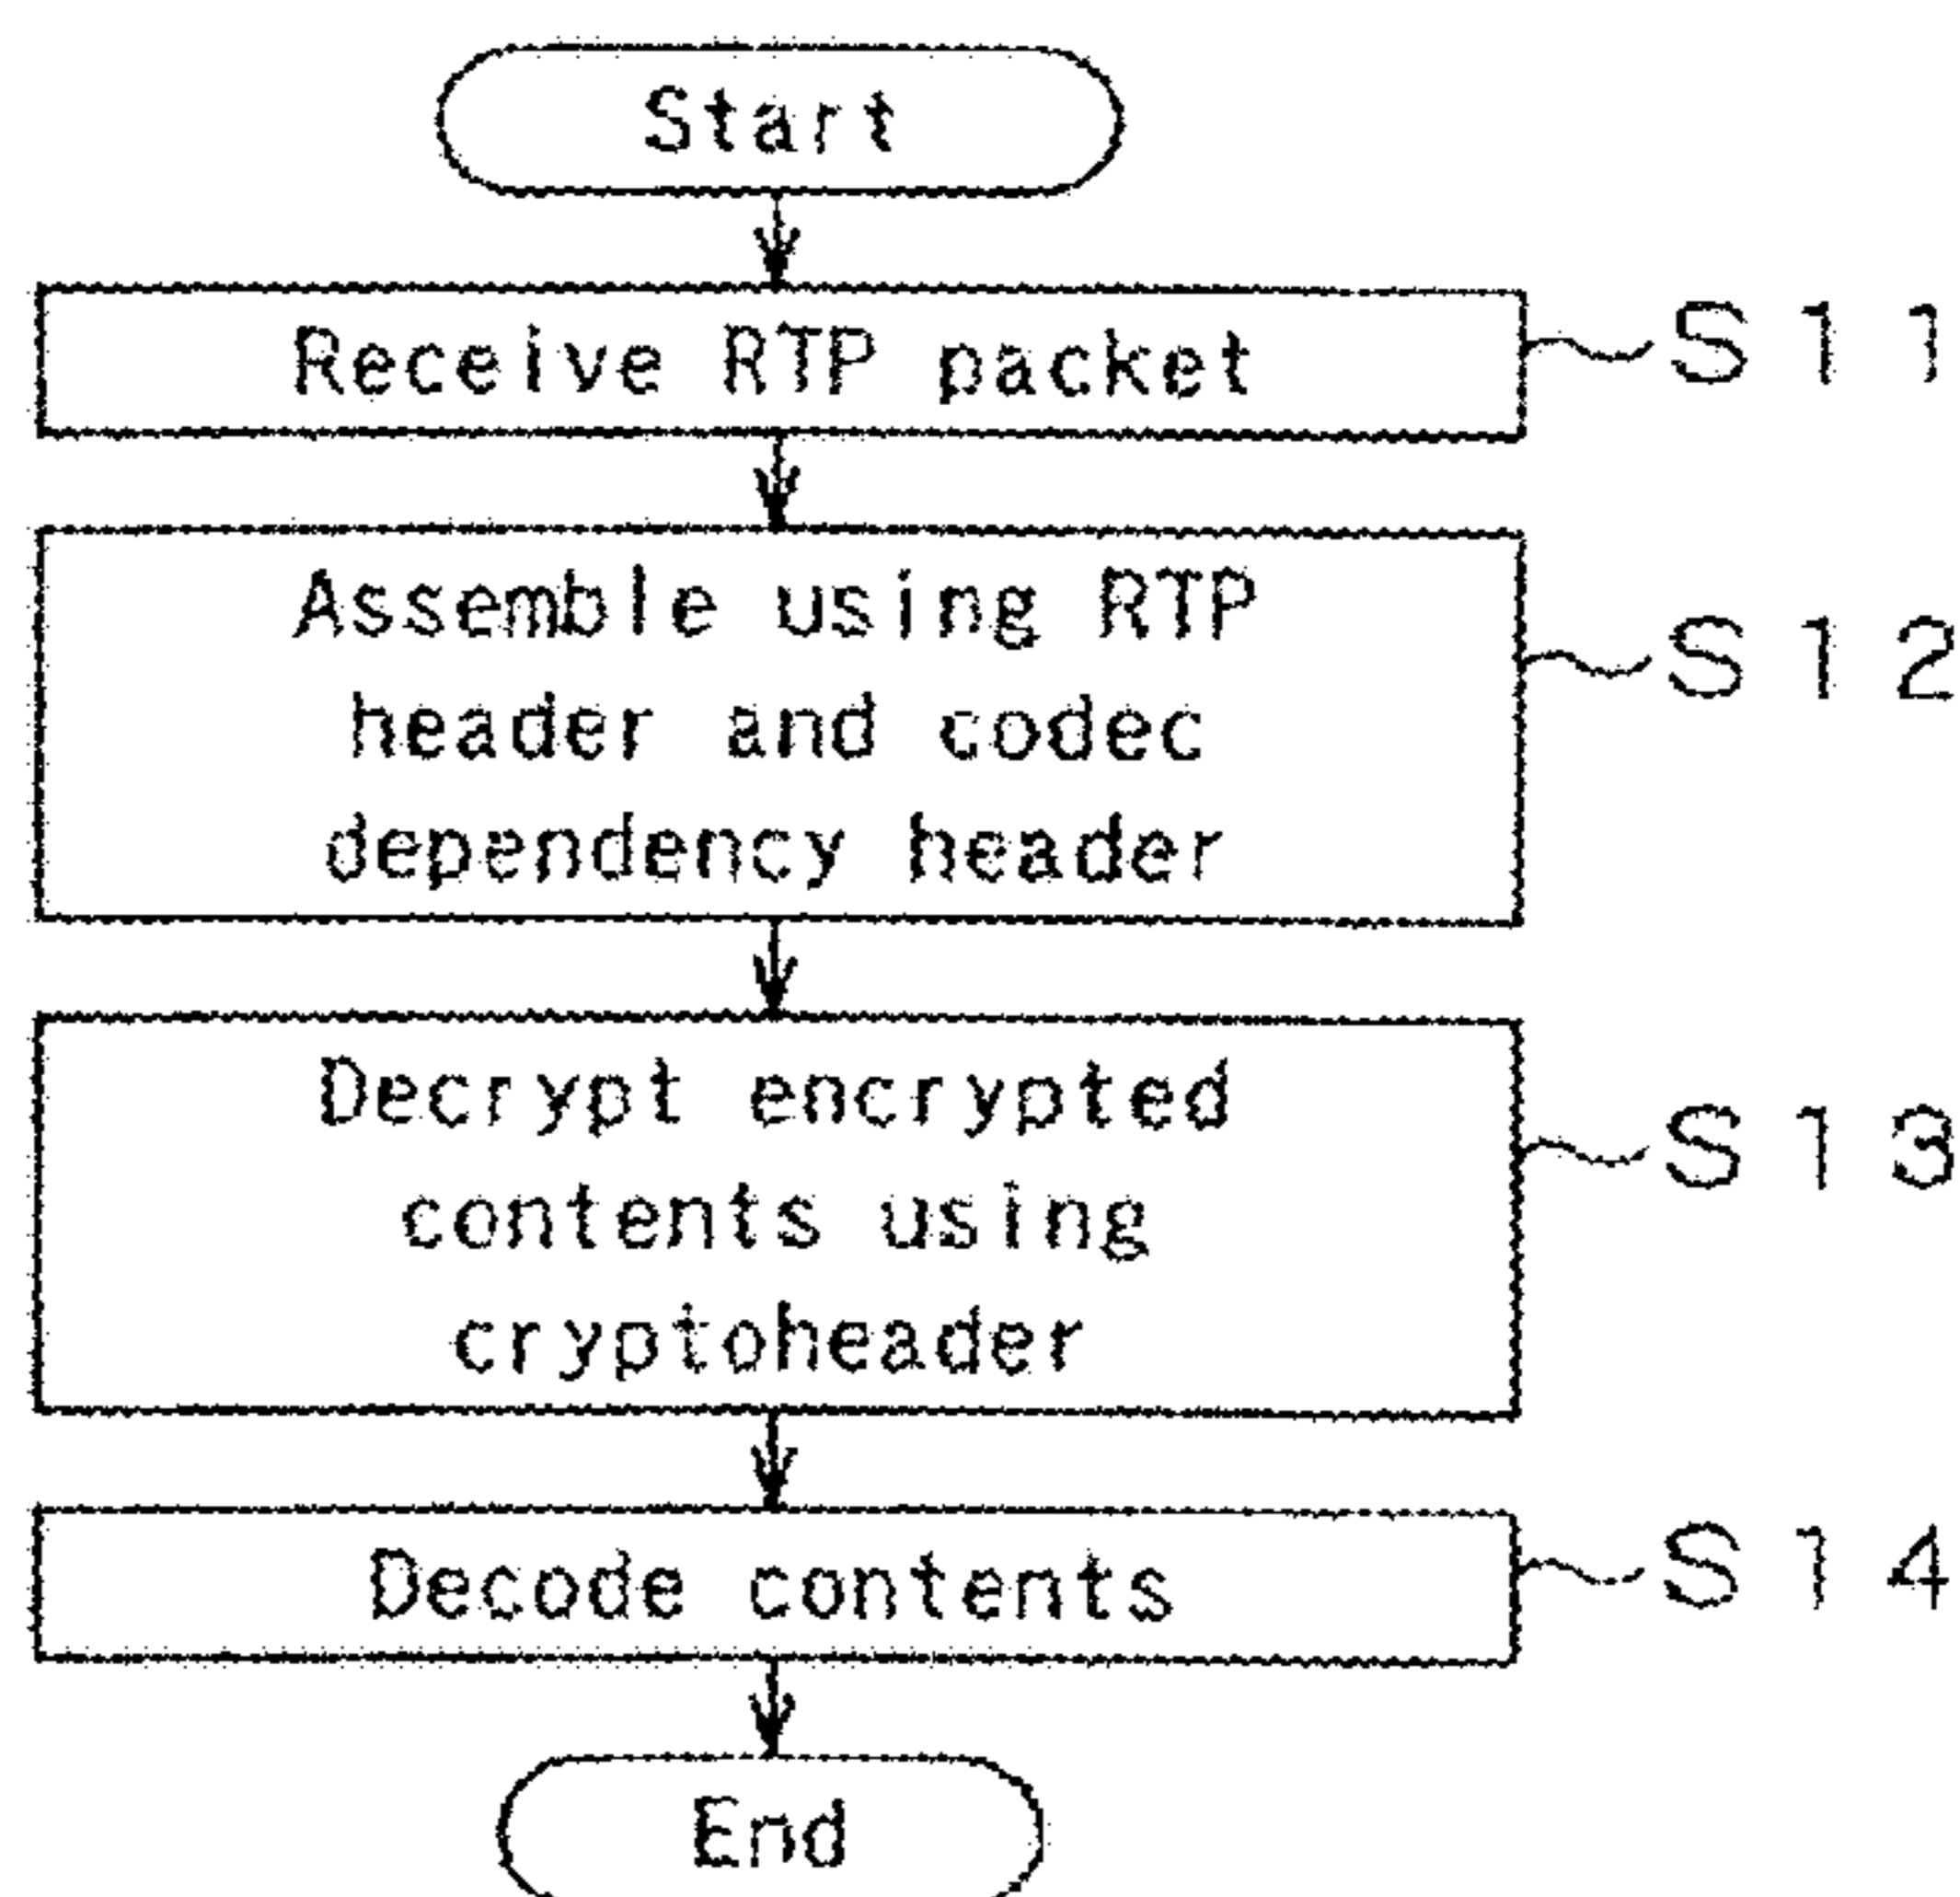 Start
Receive RTP packet
S11
Assemble using RTP
header and codec
dependency header
S12
Decrypt encrypted
contents using
cryptoheader
S13
Decode contents
S14
End